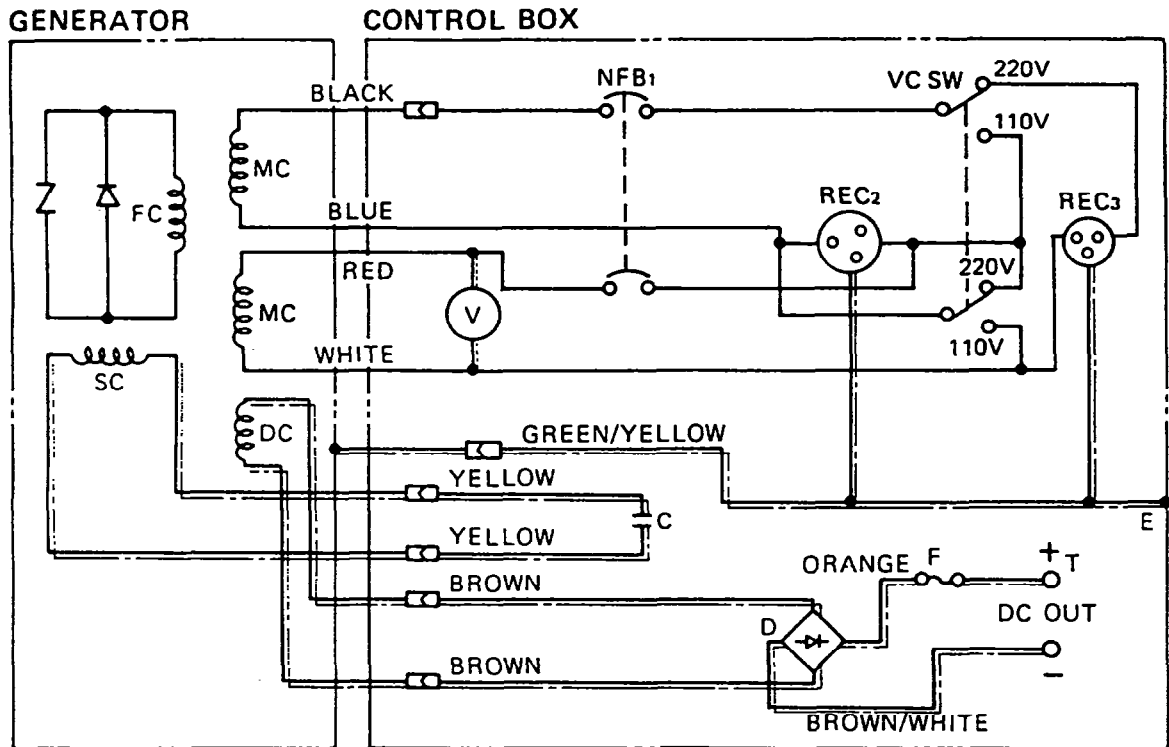 GENERATOR
CONTROL BOX
BLACK
NFB1
VC SW
220V
110V
MC
FC
BLUE
REC2
REC3
RED
220V
MC
V
WHITE
110V
SC
DC
GREEN/YELLOW
YELLOW
C
E
YELLOW
ORANGE F
+ T
BROWN
D
DC OUT
BROWN
−
BROWN/WHITE